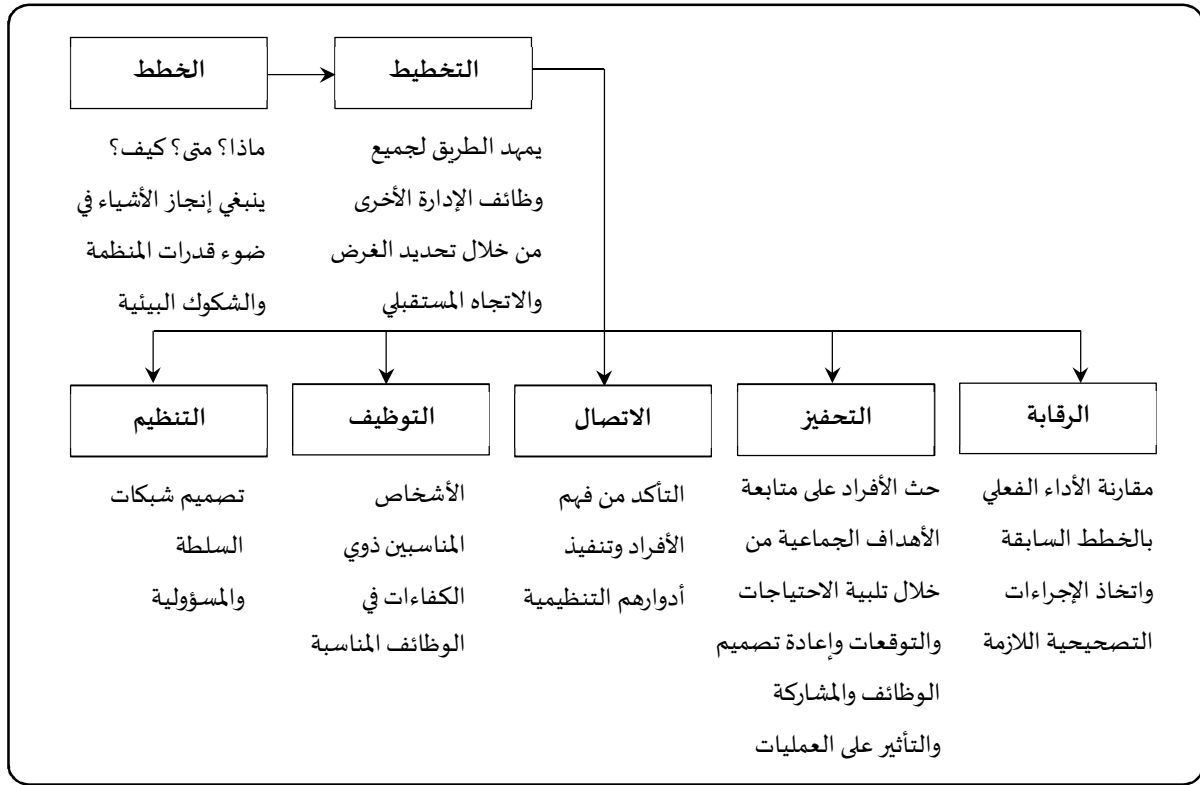 الخطط
التخطيط
ماذا؟ متى؟ كيف؟
ينبغي إنجاز الأشياء في
ضوء قدرات المنظمة
والشكوك البيئية
يمهد الطريق لجميع
وظائف الإدارة الأخرى
من خلال تحديد الغرض
والاتجاه المستقبلي
الرقابة
مقارنة الأداء الفعلي
بالخطط السابقة
واتخاذ الإجراءات
التصحيحية اللازمة
التحفيز
حث الأفراد على متابعة
الأهداف الجماعية من
خلال تلبية الاحتياجات
والتوقعات وإعادة تصميم
الوظائف والمشاركة
والتأثير على العمليات
الاتصال
التأكد من فهم
الأفراد وتنفيذ
أدوارهم التنظيمية
التوظيف
الأشخاص
المناسبين ذوي
الكفاءات في
الوظائف المناسبة
التنظيم
تصميم شبكات
السلطة
والمسؤولية